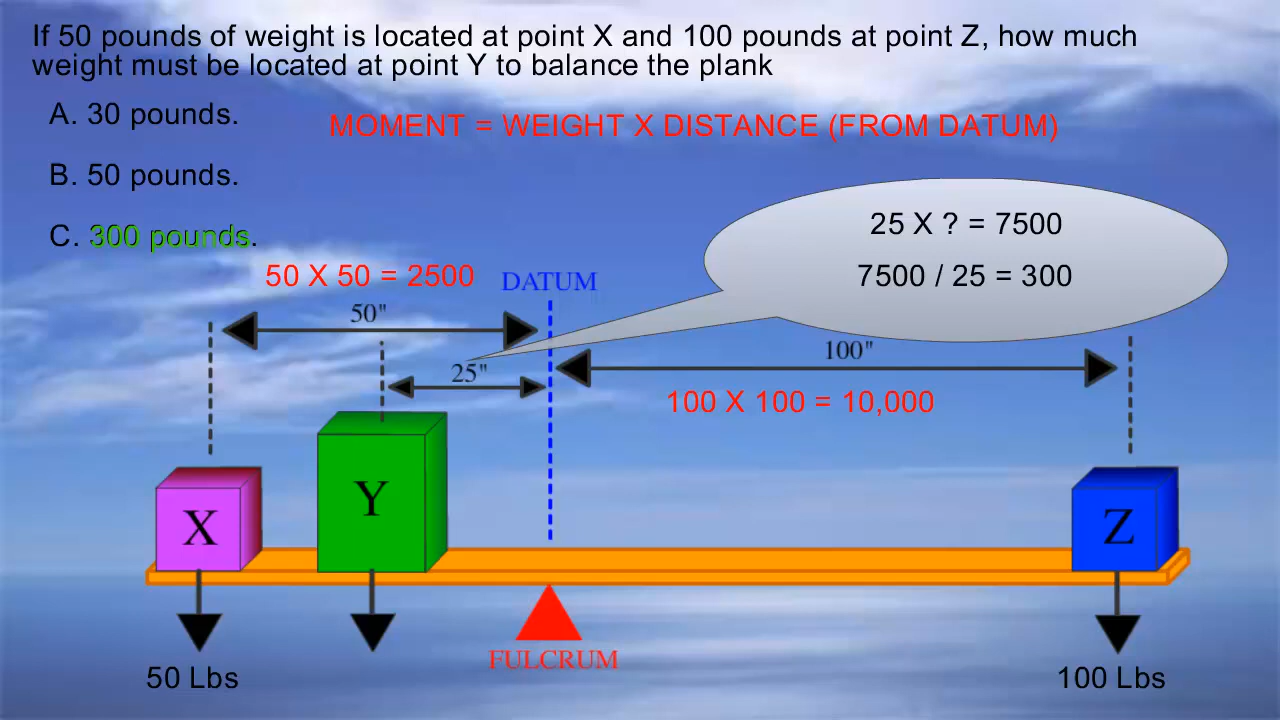 If 50 pounds of weight is located at point X and 100 pounds at point Z, how much
weight must be located at point Y to balance the plank
A. 30 pounds.
MOMENT = WEIGHT X DISTANCE (FROM DATUM)
B. 50 pounds.
C. 300 pounds.
25 X ? = 7500
7500 / 25 = 300
50 X 50 = 2500
DATUM
50"
100"
25"
100 X 100 = 10,000
X
Y
Z
FULCRUM
50 Lbs
100 Lbs